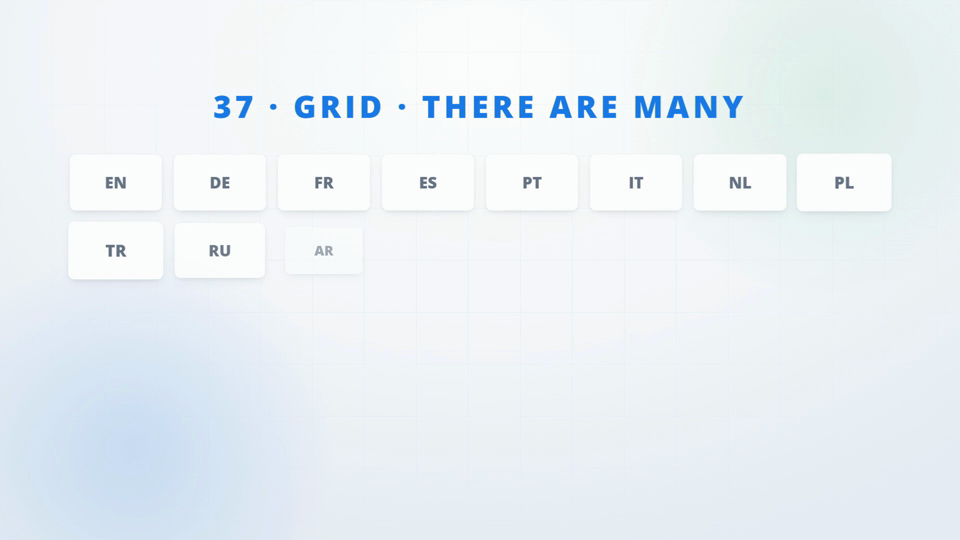 37 · GRID · THERE ARE MANY
EN DE FR ES PT IT NL PL
TR RU AR